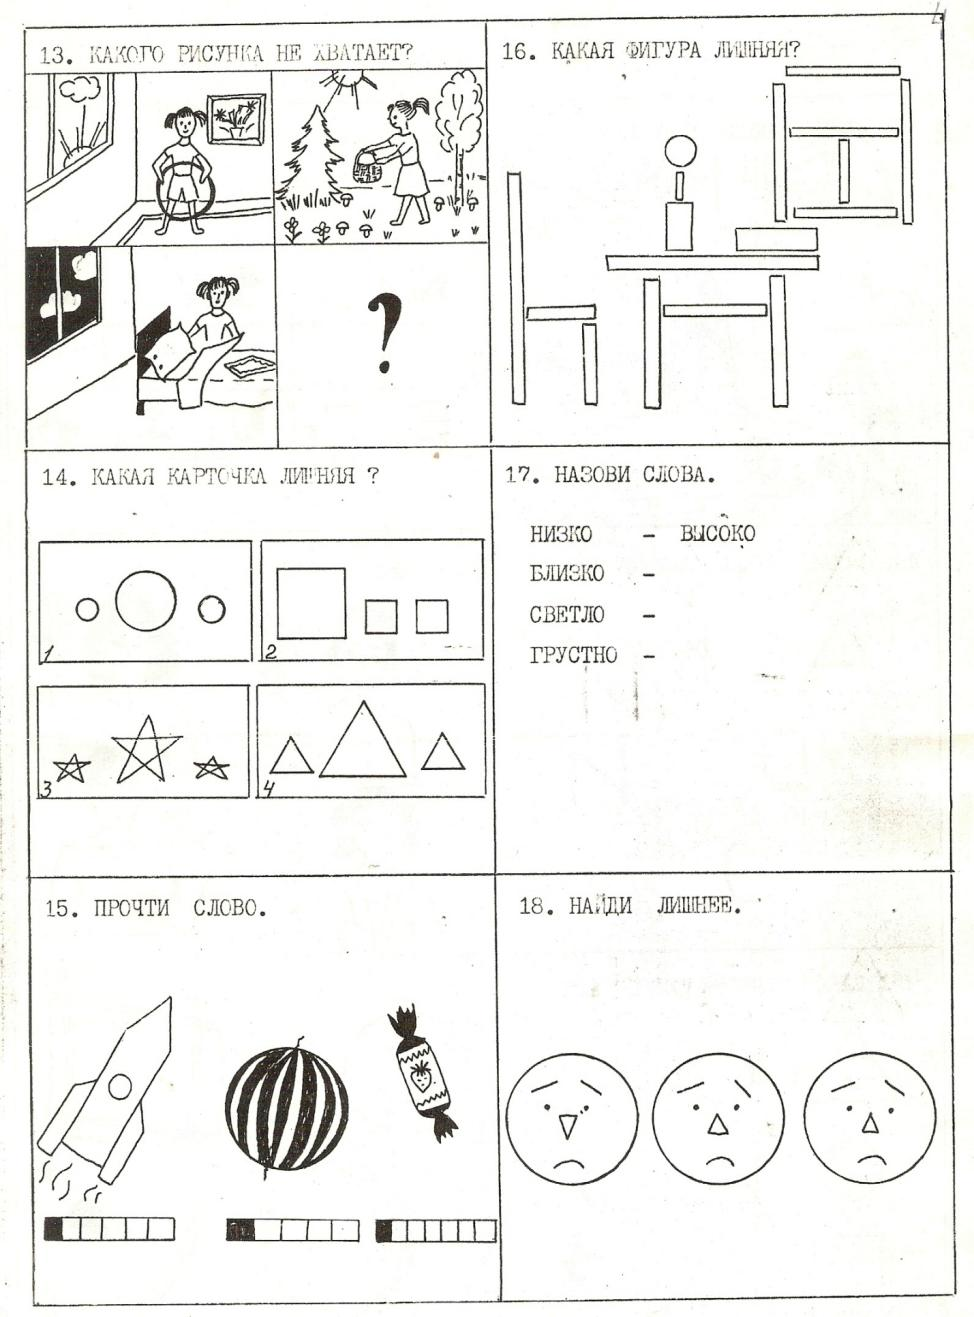 13. КАКОГО РИСУНКА НЕ ХВАТАЕТ?
?
14. КАКАЯ КАРТОЧКА ЛИШНЯЯ ?
1
2
3
4
15. ПРОЧТИ СЛОВО.
16. КАКАЯ ФИГУРА ЛИШНЯЯ?
17. НАЗОВИ СЛОВА.
НИЗКО – ВЫСОКО
БЛИЗКО –
СВЕТЛО –
ГРУСТНО –
18. НАЙДИ ЛИШНЕЕ.